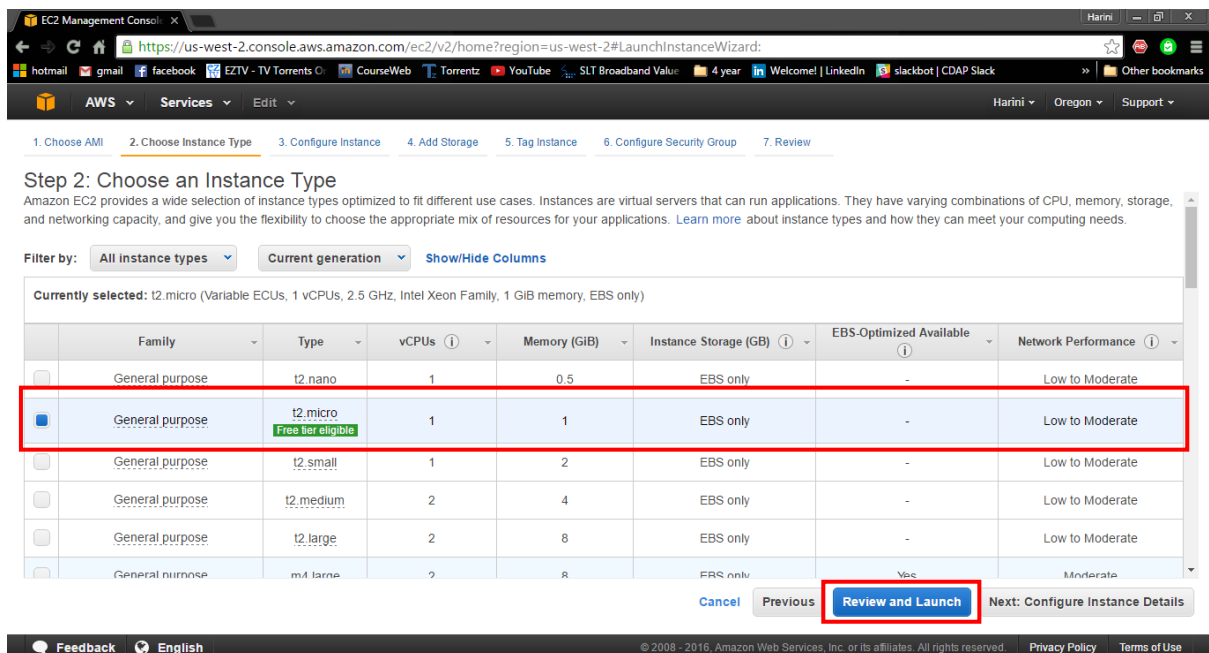 EC2 Management Consol
Harini
https://us-west-2.console.aws.amazon.com/ec2/v2/home?region=us-west-2#LaunchInstanceWizard:
hotmail gmail facebook EZTV - TV Torrents O CourseWeb Torrentz YouTube SLT Broadband Value 4 year Welcome! | LinkedIn slackbot | CDAP Slack » Other bookmarks
AWS Services Edit Harini Oregon Support
1. Choose AMI 2. Choose Instance Type 3. Configure Instance 4. Add Storage 5. Tag Instance 6. Configure Security Group 7. Review
Step 2: Choose an Instance Type
Amazon EC2 provides a wide selection of instance types optimized to fit different use cases. Instances are virtual servers that can run applications. They have varying combinations of CPU, memory, storage,
and networking capacity, and give you the flexibility to choose the appropriate mix of resources for your applications. Learn more about instance types and how they can meet your computing needs.
Filter by: All instance types Current generation Show/Hide Columns
Currently selected: t2.micro (Variable ECUs, 1 vCPUs, 2.5 GHz, Intel Xeon Family, 1 GiB memory, EBS only)
Family Type vCPUs Memory (GiB) Instance Storage (GB) EBS-Optimized Available Network Performance
General purpose t2.nano 1 0.5 EBS only - Low to Moderate
General purpose t2.micro Free tier eligible 1 1 EBS only - Low to Moderate
General purpose t2.small 1 2 EBS only - Low to Moderate
General purpose t2.medium 2 4 EBS only - Low to Moderate
General purpose t2.large 2 8 EBS only - Low to Moderate
General purpose m4.large 2 8 EBS only Yes Moderate
Cancel Previous Review and Launch Next: Configure Instance Details
Feedback English © 2008 - 2016, Amazon Web Services, Inc. or its affiliates. All rights reserved. Privacy Policy Terms of Use